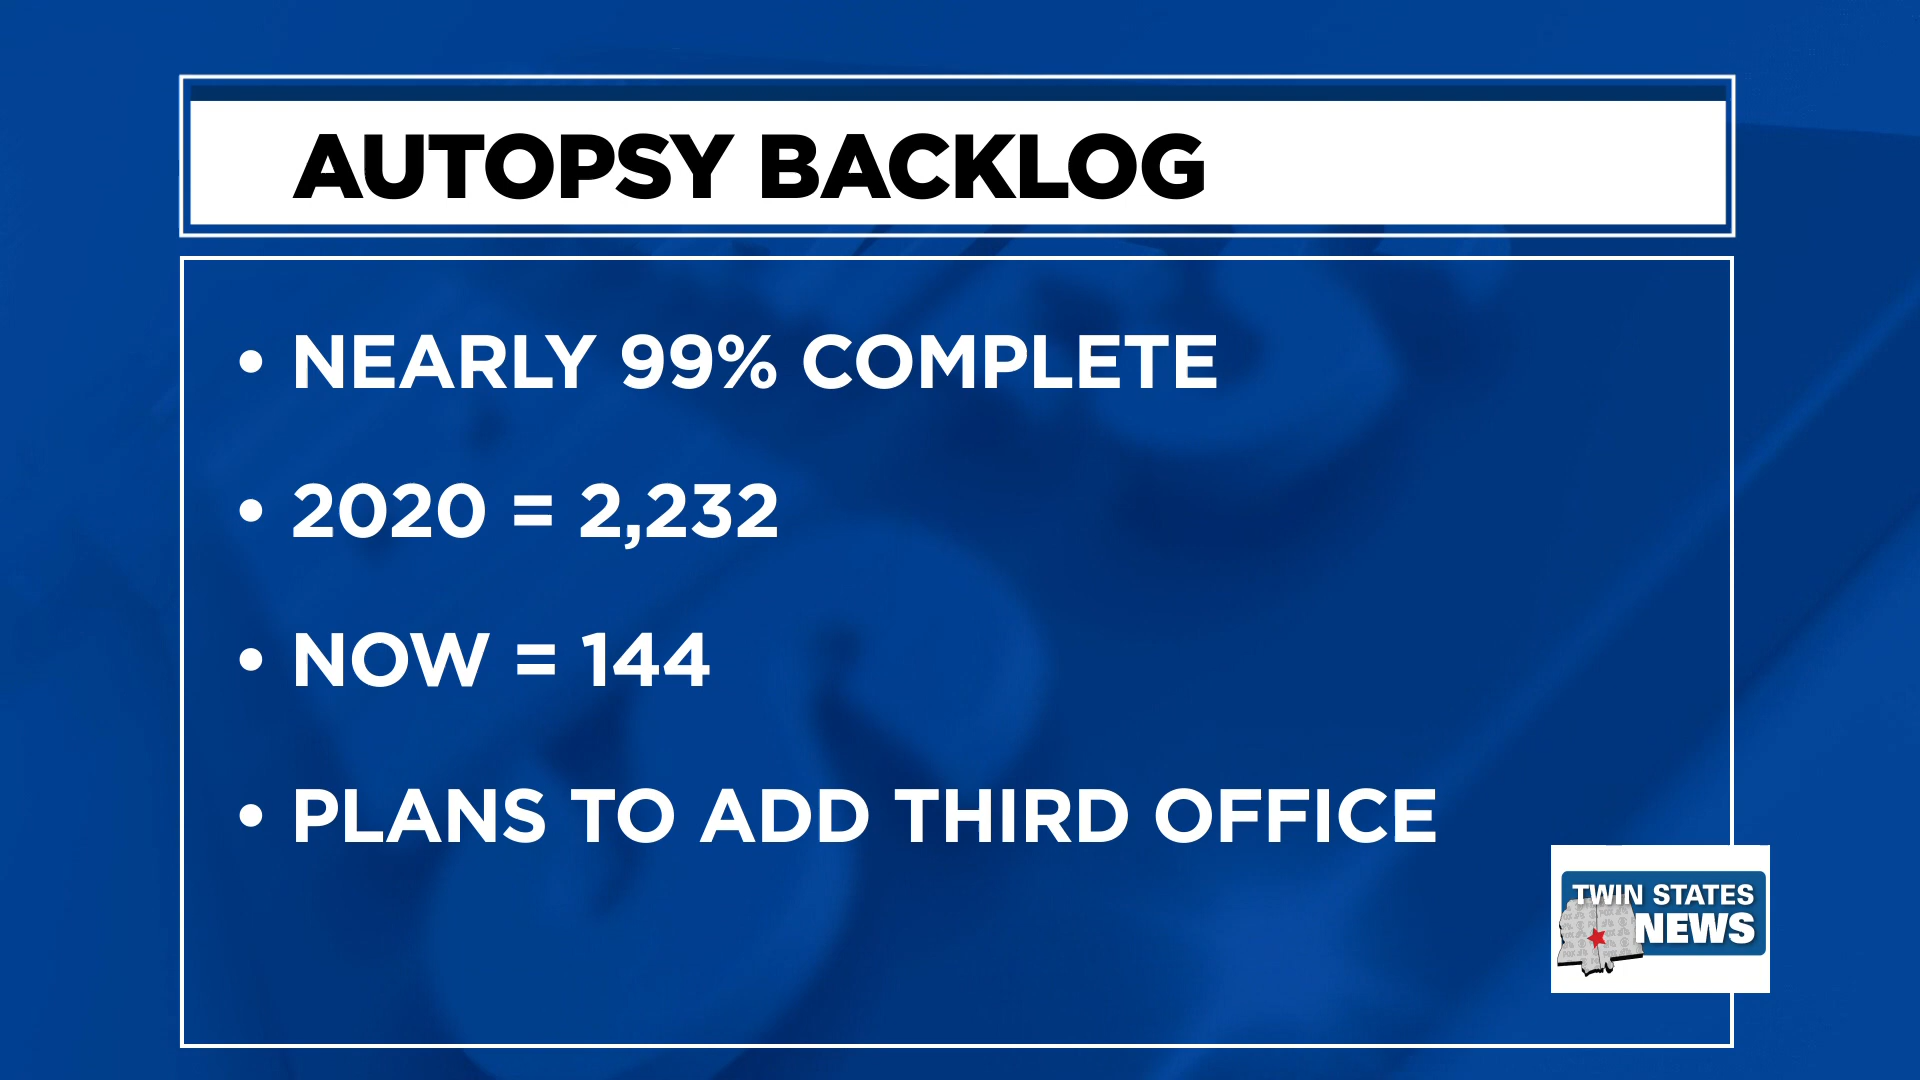 AUTOPSY BACKLOG
• NEARLY 99% COMPLETE
• 2020 = 2,232
• NOW = 144
• PLANS TO ADD THIRD OFFICE
TWIN STATES
NEWS